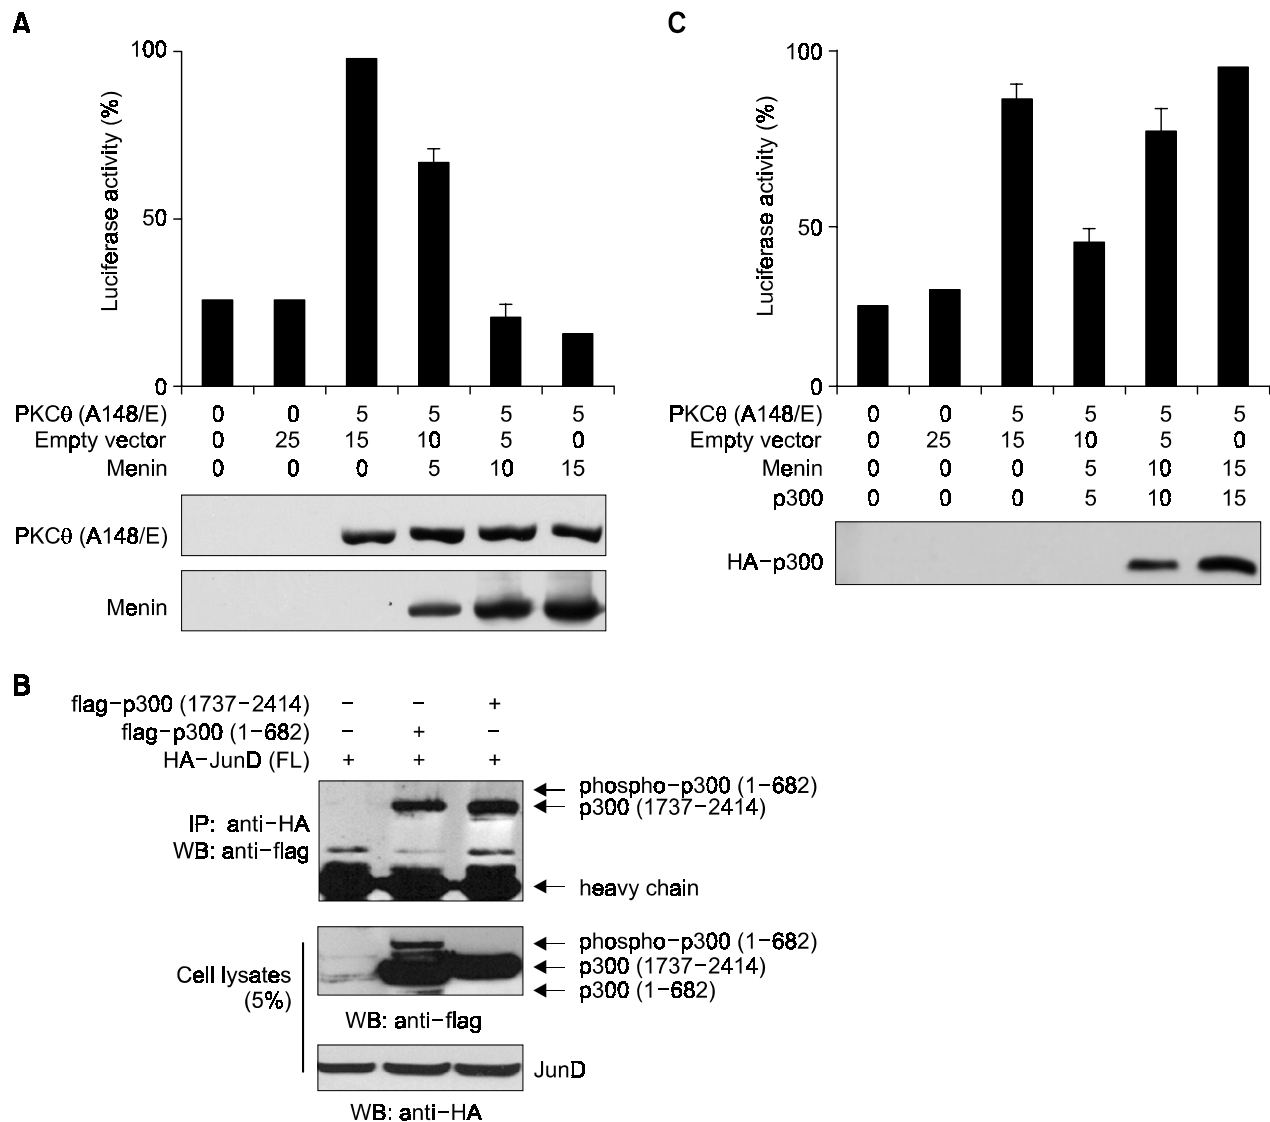 A
100
50
0
Luciferase activity (%)
PKCθ (A148/E) 0 0 5 5 5 5
Empty vector 0 25 15 10 5 0
Menin 0 0 0 5 10 15
PKCθ (A148/E)
Menin
C
100
50
0
Luciferase activity (%)
PKCθ (A148/E) 0 0 5 5 5 5
Empty vector 0 25 15 10 5 0
Menin 0 0 0 5 10 15
p300 0 0 0 5 10 15
HA−p300
B
flag−p300 (1737−2414) − − +
flag−p300 (1−682) − + −
HA−JunD (FL) + + +
IP: anti−HA
WB: anti−flag
phospho−p300 (1−682)
p300 (1737−2414)
heavy chain
Cell lysates
(5%)
phospho−p300 (1−682)
p300 (1737−2414)
p300 (1−682)
WB: anti−flag
JunD
WB: anti−HA